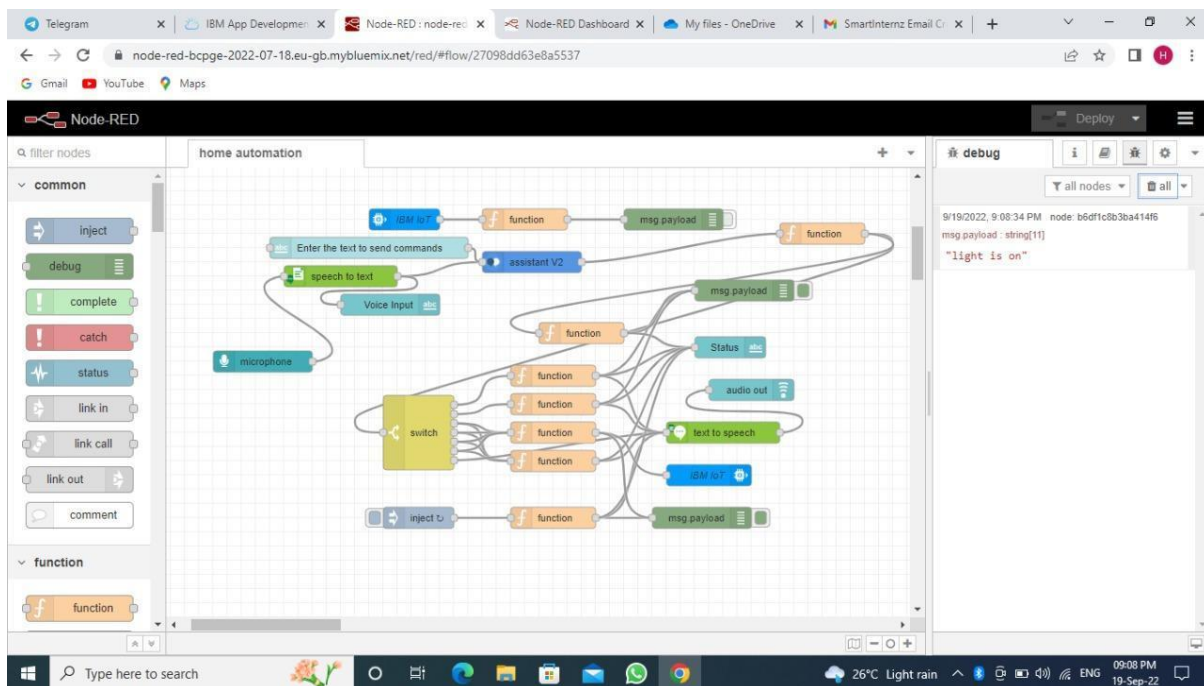 Telegram
IBM App Developmen
Node-RED : node-red
Node-RED Dashboard
My files - OneDrive
SmartInternz Email Cr
node-red-bcpge-2022-07-18.eu-gb.mybluemix.net/red/#flow/27098dd63e8a5537
H
Gmail
YouTube
Maps
Node-RED
Deploy
filter nodes
common
inject
debug
complete
catch
status
link in
link call
link out
comment
function
function
home automation
IBM IoT
function
msg.payload
function
abc Enter the text to send commands
assistant V2
speech to text
msg.payload
Voice Input abc
function
Status abc
microphone
function
audio out
function
switch
function
text to speech
function
IBM IoT
inject ↻
function
msg.payload
debug
i
all nodes
all
9/19/2022, 9:08:34 PM node: b6df1c8b3ba414f6
msg.payload : string[11]
"light is on"
Type here to search
26°C Light rain
ENG
09:08 PM
19-Sep-22